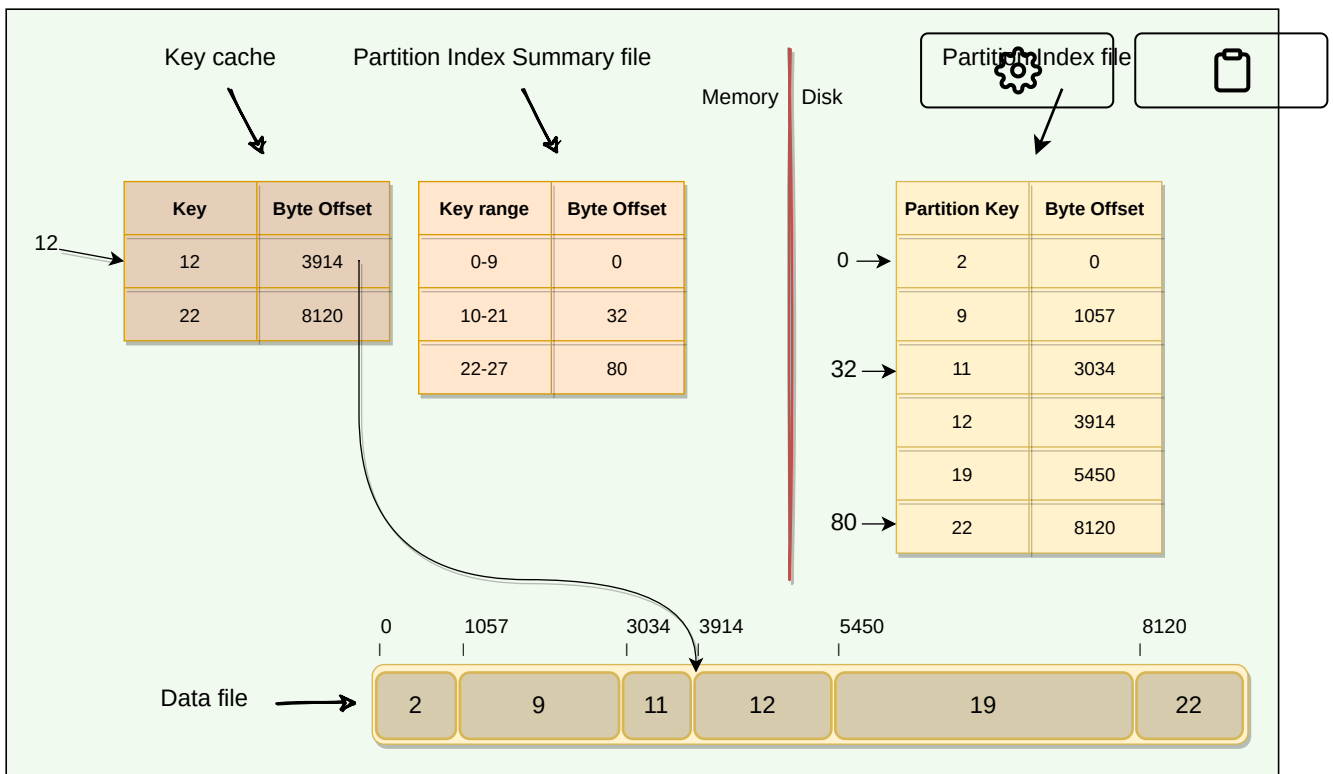 Key cache
Partition Index Summary file
Partition Index file
Memory
Disk
Key Byte Offset
12 3914
22 8120
12
Key range Byte Offset
0-9 0
10-21 32
22-27 80
Partition Key Byte Offset
2 0
9 1057
11 3034
12 3914
19 5450
22 8120
0
32
80
0 1057 3034 3914 5450 8120
Data file
2 9 11 12 19 22